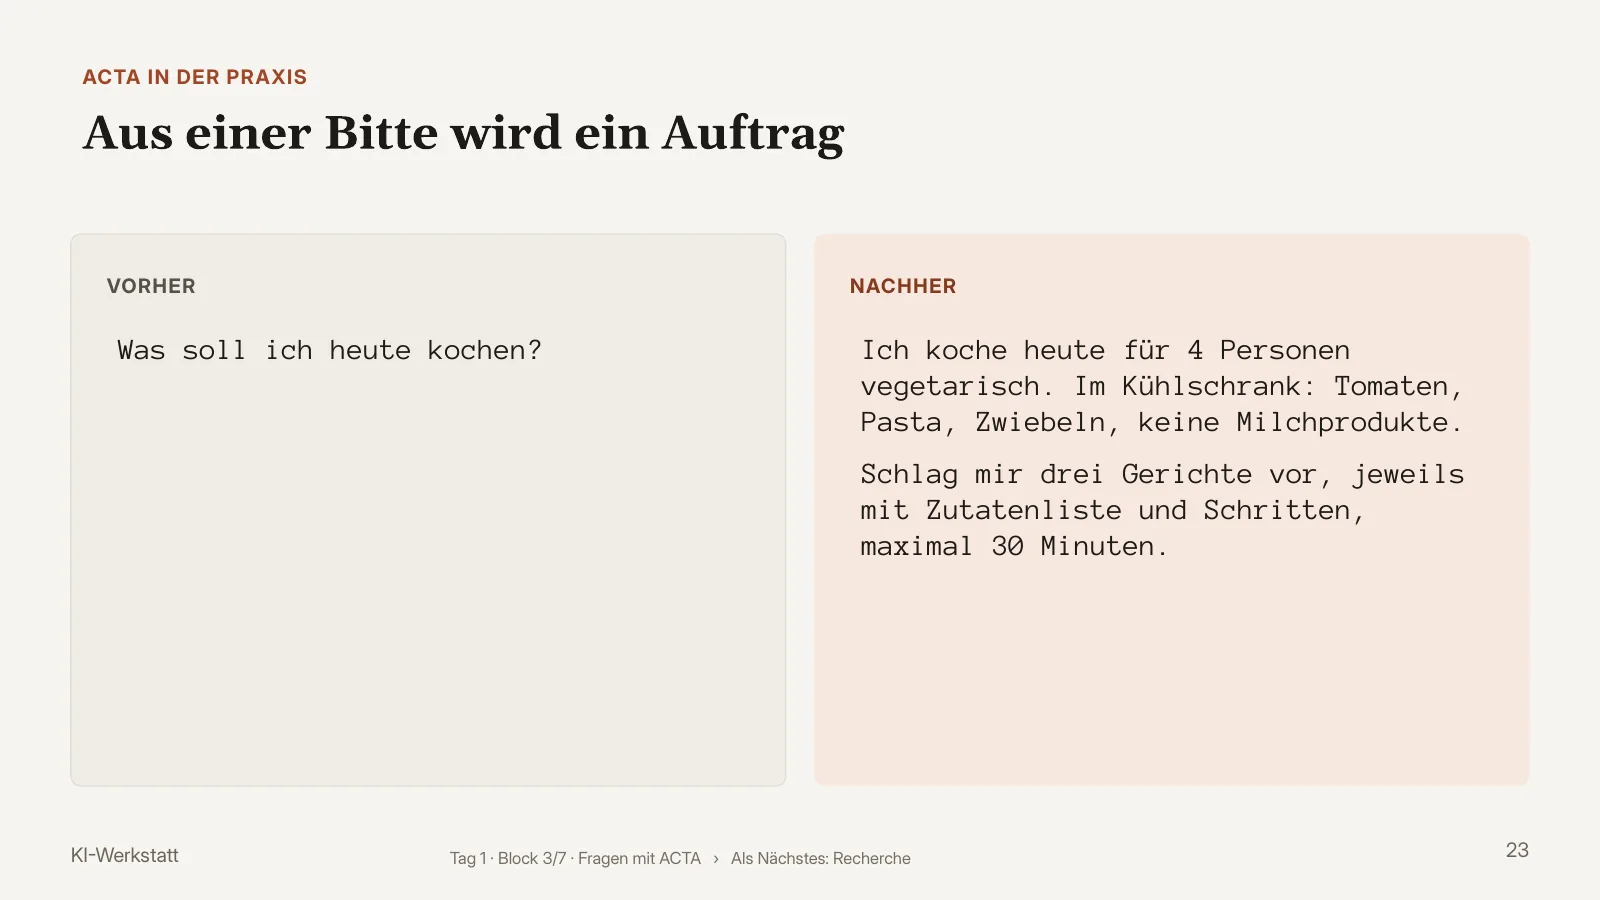 ACTA IN DER PRAXIS
Aus einer Bitte wird ein Auftrag
VORHER
Was soll ich heute kochen?
NACHHER
Ich koche heute für 4 Personen
vegetarisch. Im Kühlschrank: Tomaten,
Pasta, Zwiebeln, keine Milchprodukte.
Schlag mir drei Gerichte vor, jeweils
mit Zutatenliste und Schritten,
maximal 30 Minuten.
KI-Werkstatt
Tag 1 · Block 3/7 · Fragen mit ACTA › Als Nächstes: Recherche
23